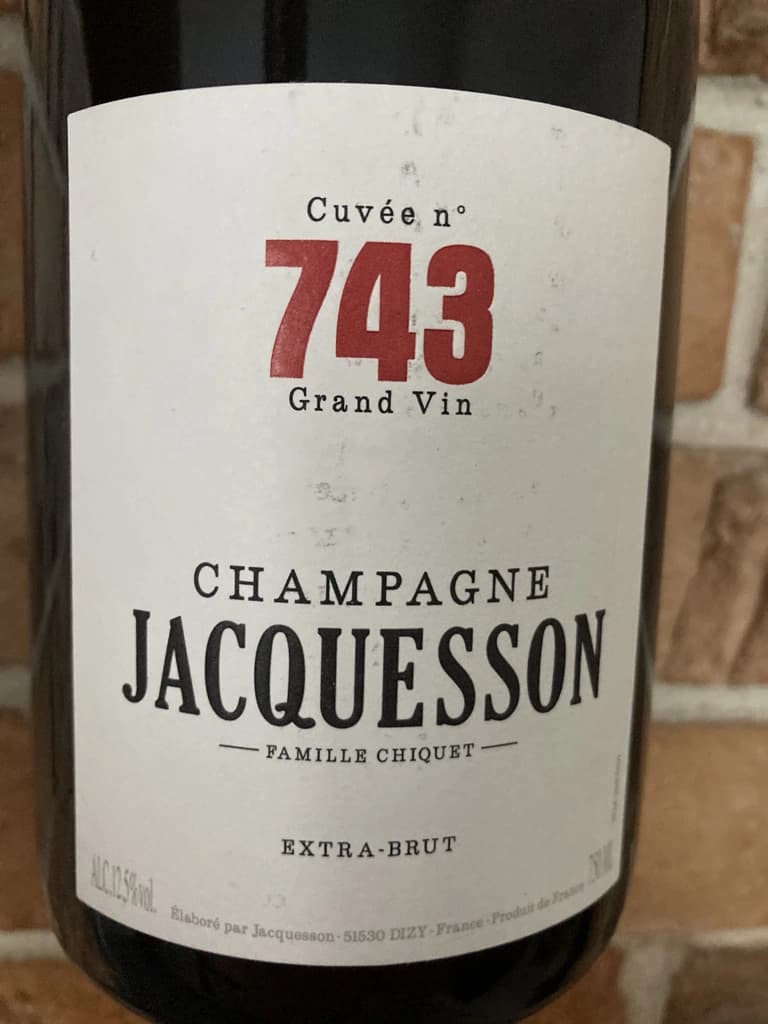 Cuvée n°
743
Grand Vin
CHAMPAGNE
JACQUESSON
FAMILLE CHIQUET
EXTRA-BRUT
ALC.12,5%vol.
750 ML
Élaboré par Jacquesson - 51530 DIZY - France - Produit de France